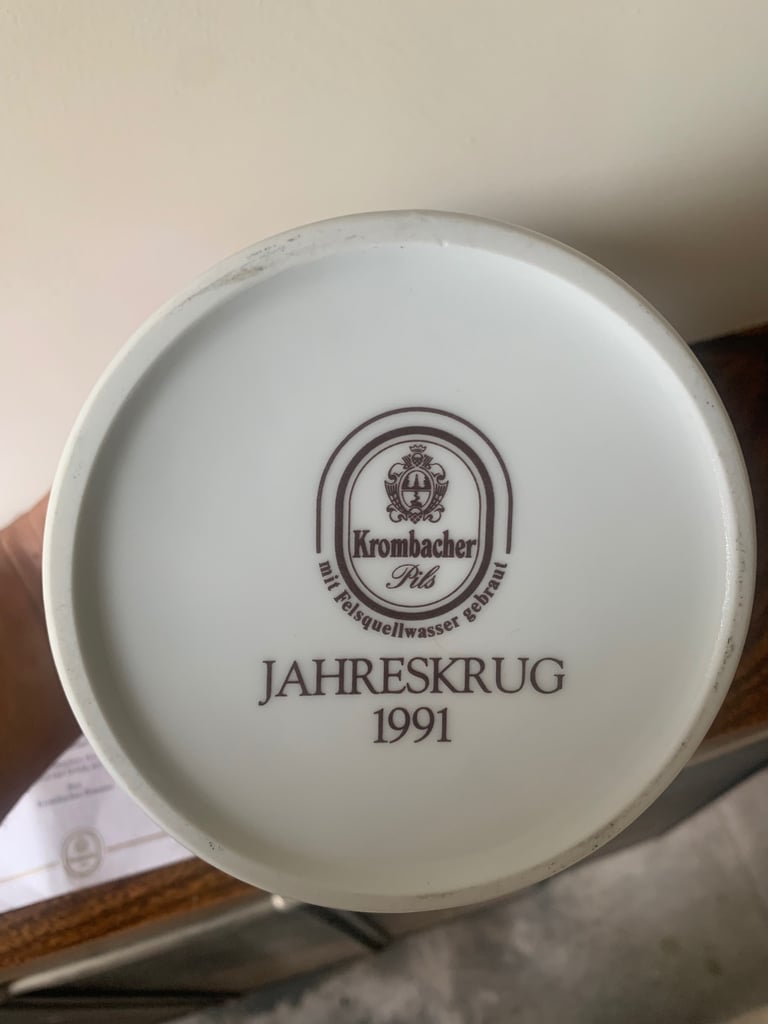 Krombacher
Pils
mit Felsquellwasser gebraut
JAHRESKRUG
1991